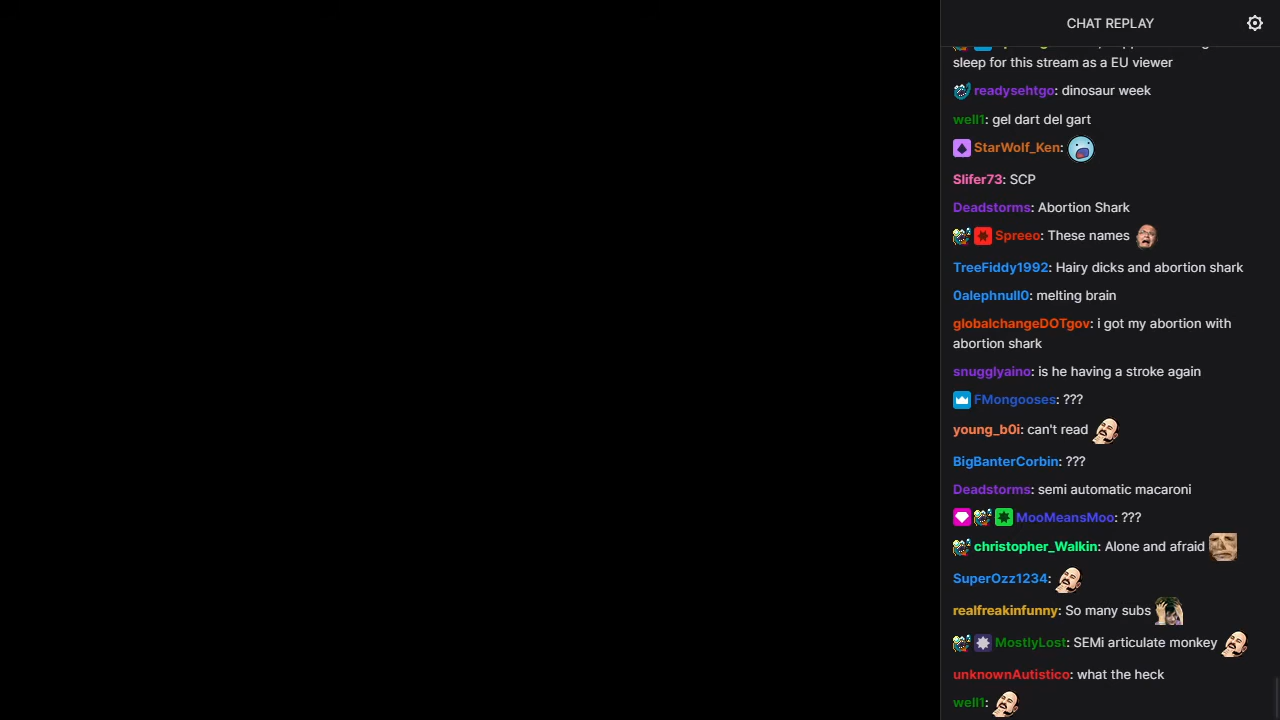 CHAT REPLAY
sleep for this stream as a EU viewer
readysehtgo: dinosaur week
well1: gel dart del gart
StarWolf_Ken:
Slifer73: SCP
Deadstorms: Abortion Shark
Spreeo: These names
TreeFiddy1992: Hairy dicks and abortion shark
0alephnull0: melting brain
globalchangeDOTgov: i got my abortion with
abortion shark
snugglyaino: is he having a stroke again
FMongooses: ???
young_b0i: can't read
BigBanterCorbin: ???
Deadstorms: semi automatic macaroni
MooMeansMoo: ???
christopher_Walkin: Alone and afraid
SuperOzz1234:
realfreakinfunny: So many subs
MostlyLost: SEMi articulate monkey
unknownAutistico: what the heck
well1: